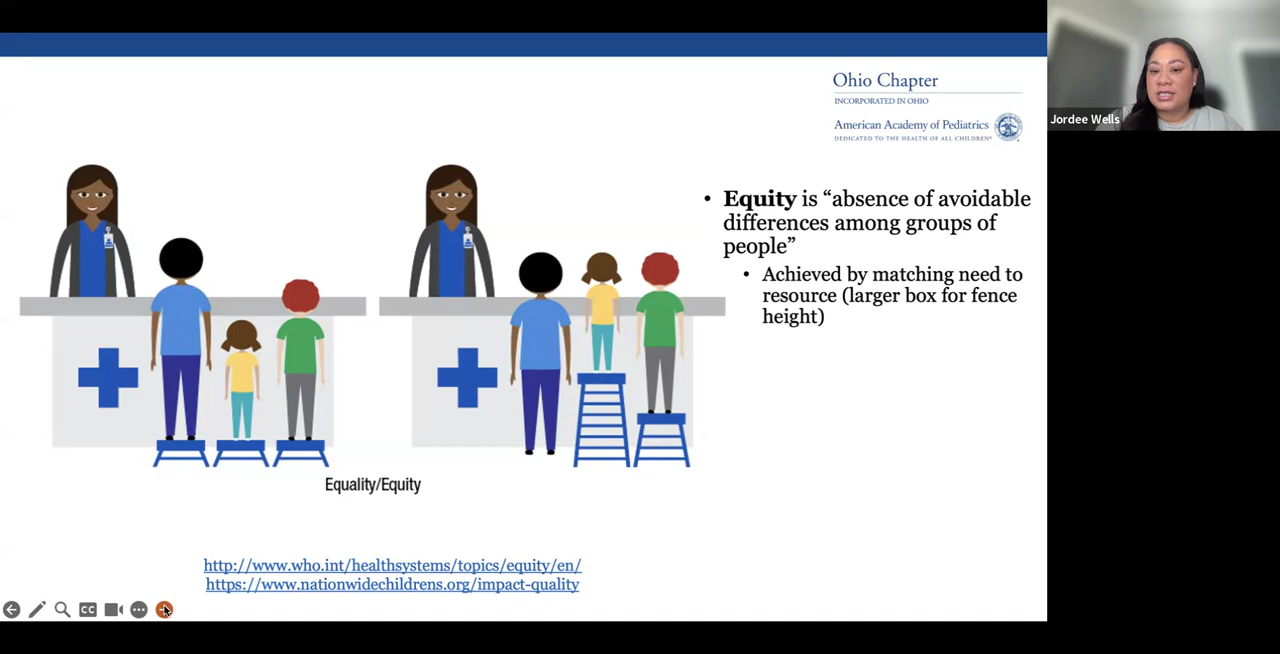 Ohio Chapter
INCORPORATED IN OHIO
American Academy of Pediatrics
DEDICATED TO THE HEALTH OF ALL CHILDREN®
Jordee Wells
• Equity is “absence of avoidable
differences among groups of
people”
• Achieved by matching need to
resource (larger box for fence
height)
Equality/Equity
http://www.who.int/healthsystems/topics/equity/en/
https://www.nationwidechildrens.org/impact-quality
CC